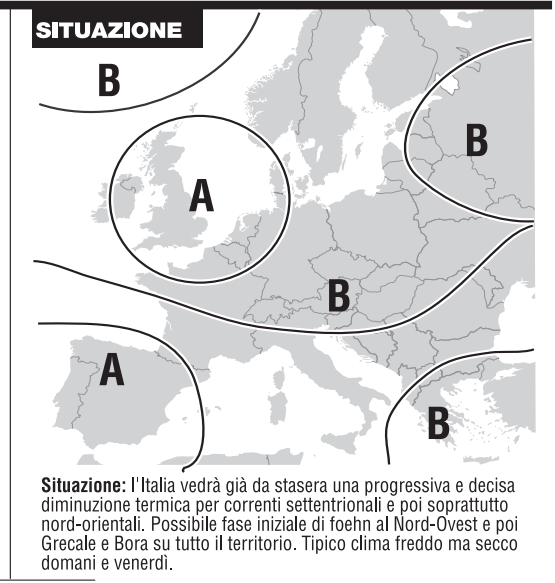 SITUAZIONE
B
B
A
B
A
B
Situazione: l'Italia vedrà già da stasera una progressiva e decisa
diminuzione termica per correnti settentrionali e poi soprattutto
nord-orientali. Possibile fase iniziale di foehn al Nord-Ovest e poi
Grecale e Bora su tutto il territorio. Tipico clima freddo ma secco
domani e venerdì.